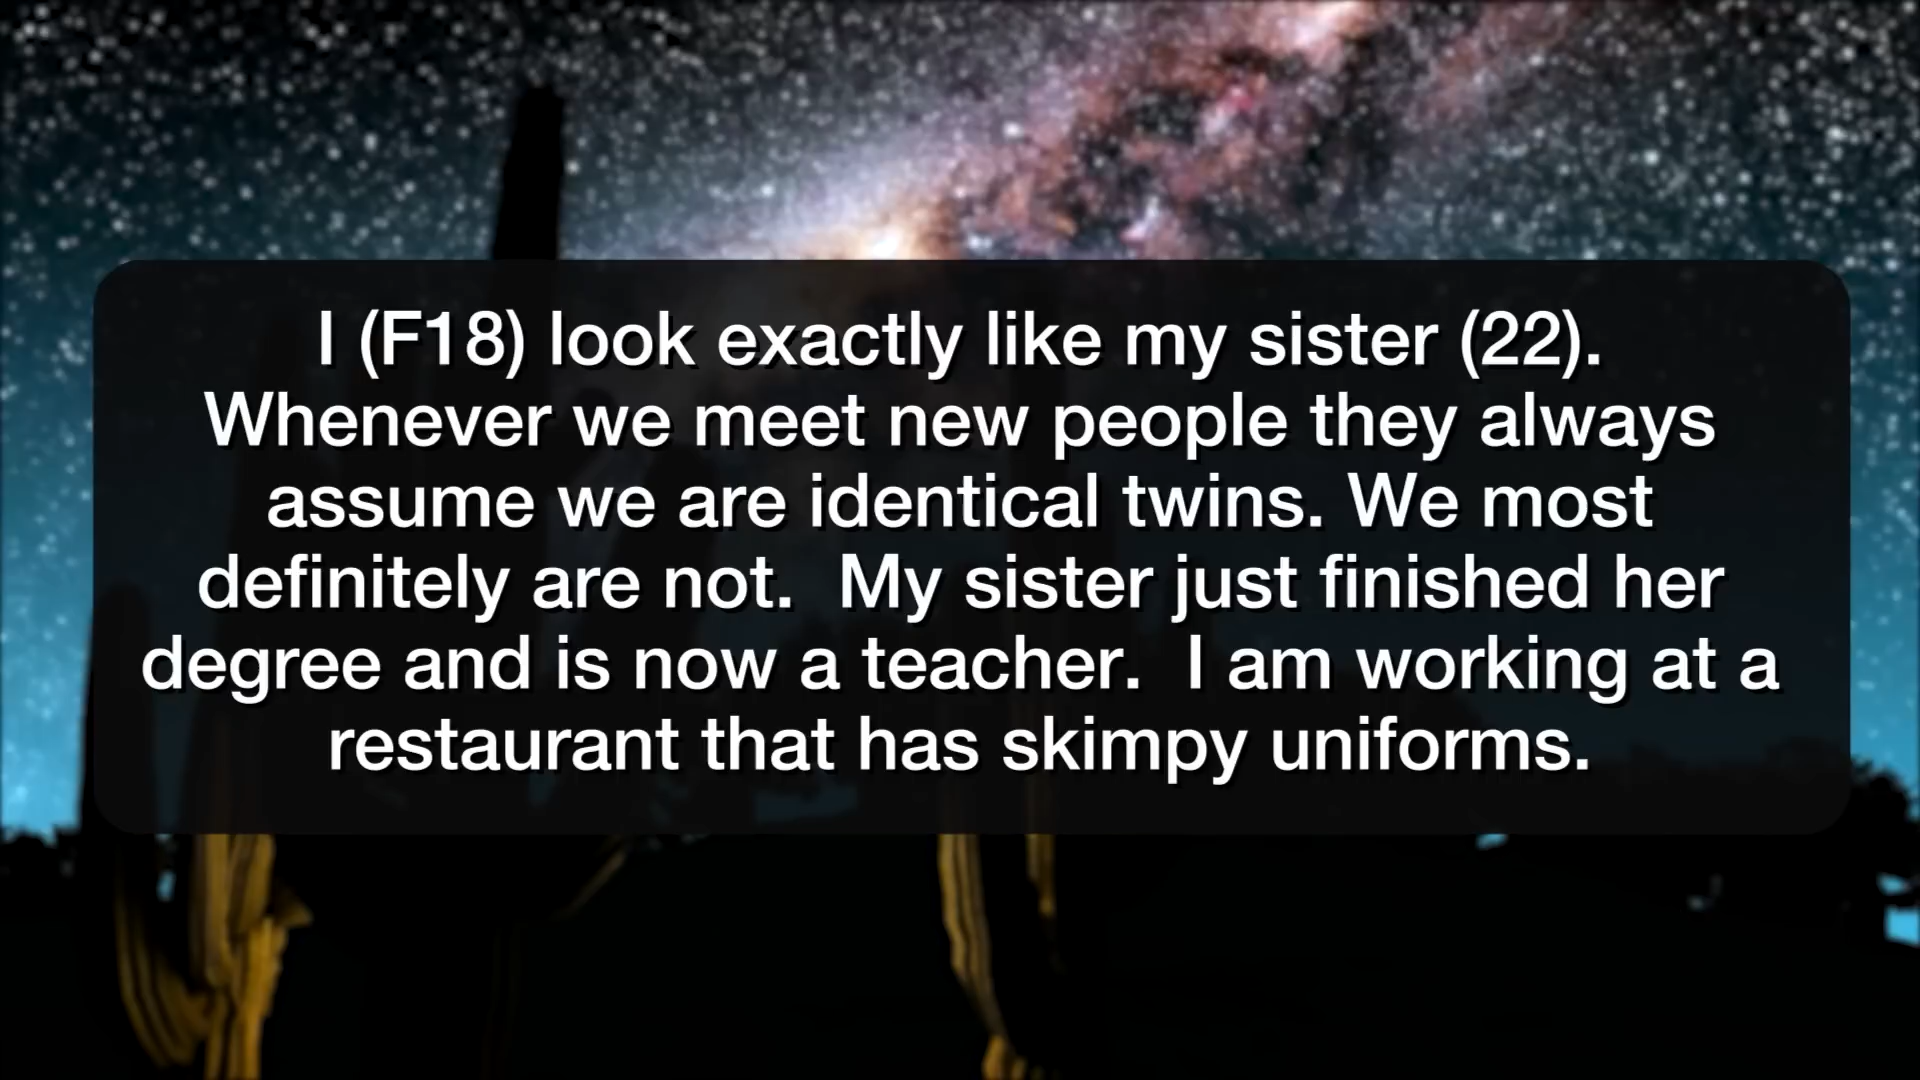 I (F18) look exactly like my sister (22).
Whenever we meet new people they always
assume we are identical twins. We most
definitely are not.  My sister just finished her
degree and is now a teacher.  I am working at a
restaurant that has skimpy uniforms.